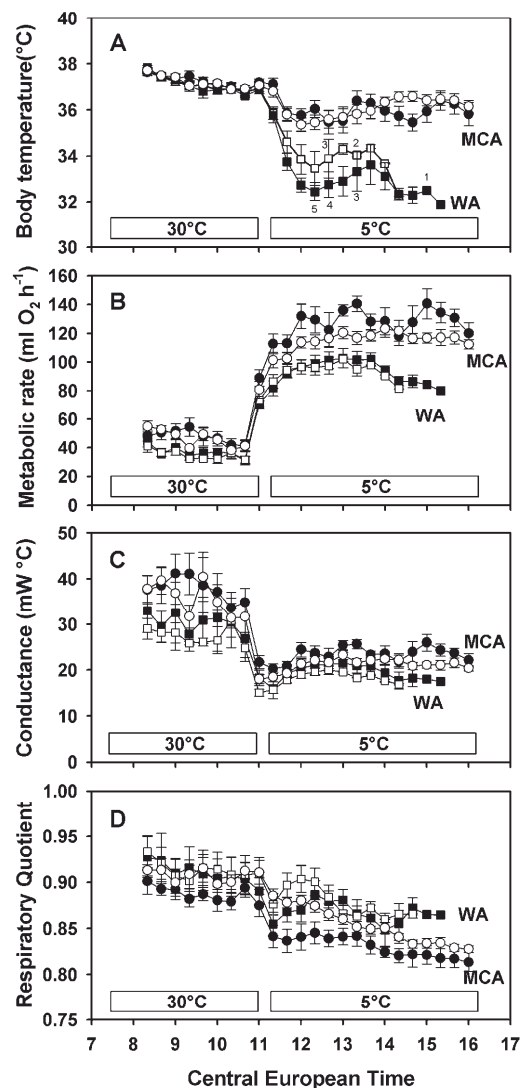 A
Body temperature(°C)
40
38
36
34
32
30
3
2
5
4
3
1
MCA
WA
30°C
5°C
B
Metabolic rate (ml O2 h-1)
160
140
120
100
80
60
40
20
0
MCA
WA
30°C
5°C
C
Conductance (mW °C)
50
40
30
20
10
0
MCA
WA
30°C
5°C
D
Respiratory Quotient
1.00
0.95
0.90
0.85
0.80
0.75
WA
MCA
30°C
5°C
7 8 9 10 11 12 13 14 15 16 17
Central European Time